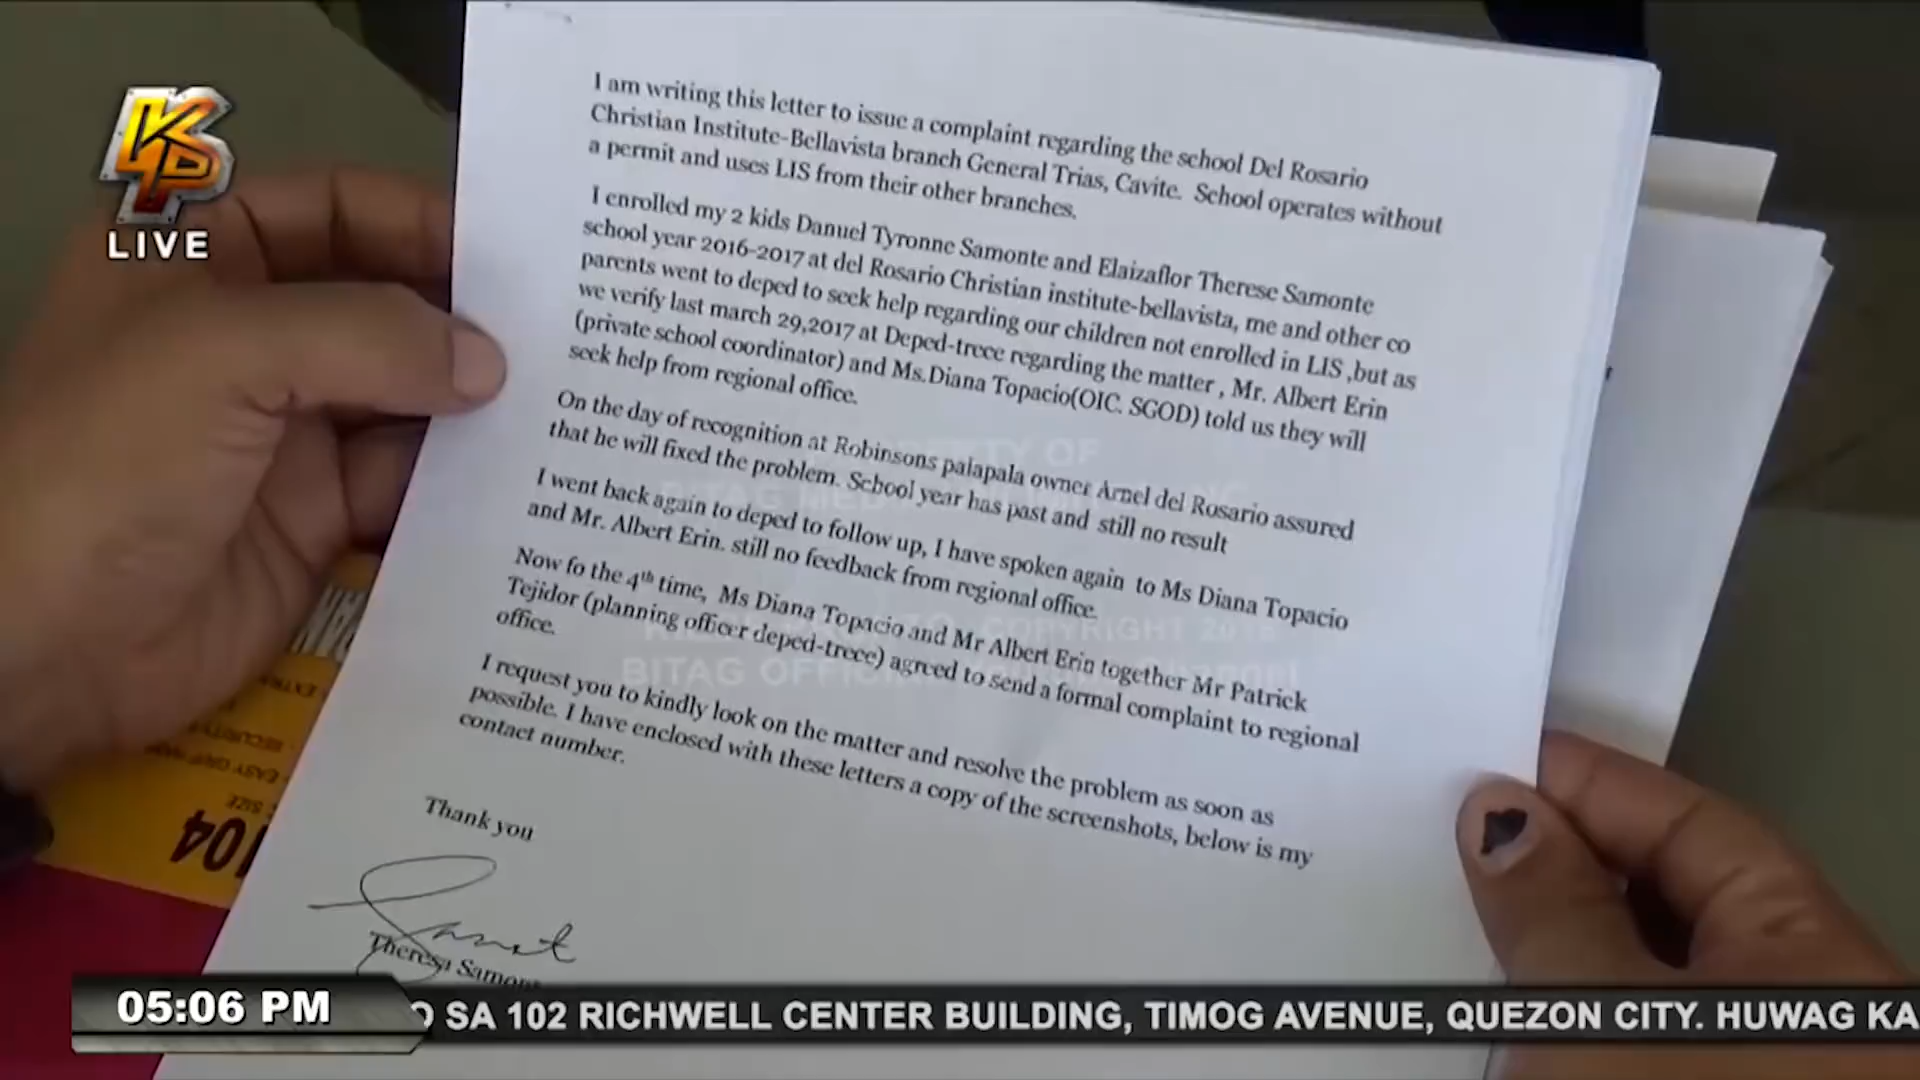 I am writing this letter to issue a complaint regarding the school Del Rosario
Christian Institute-Bellavista branch General Trias, Cavite. School operates without
a permit and uses LIS from their other branches.
I enrolled my 2 kids Danuel Tyronne Samonte and Elaizaflor Therese Samonte
school year 2016-2017 at del Rosario Christian institute-bellavista, me and other co
parents went to deped to seek help regarding our children not enrolled in LIS ,but as
we verify last march 29,2017 at Deped-trece regarding the matter , Mr. Albert Erin
(private school coordinator) and Ms.Diana Topacio(OIC. SGOD) told us they will
seek help from regional office.
On the day of recognition at Robinsons palapala owner Arnel del Rosario assured
that he will fixed the problem. School year has past and still no result
I went back again to deped to follow up, I have spoken again to Ms Diana Topacio
and Mr. Albert Erin. still no feedback from regional office.
Now fo the 4th time, Ms Diana Topacio and Mr Albert Erin together Mr Patrick
Tejidor (planning officer deped-trece) agreed to send a formal complaint to regional
office.
I request you to kindly look on the matter and resolve the problem as soon as
possible. I have enclosed with these letters a copy of the screenshots, below is my
contact number.
Thank you
Theresa
LIVE
104
SIZE
05:06 PM
SA 102 RICHWELL CENTER BUILDING, TIMOG AVENUE, QUEZON CITY. HUWAG KA